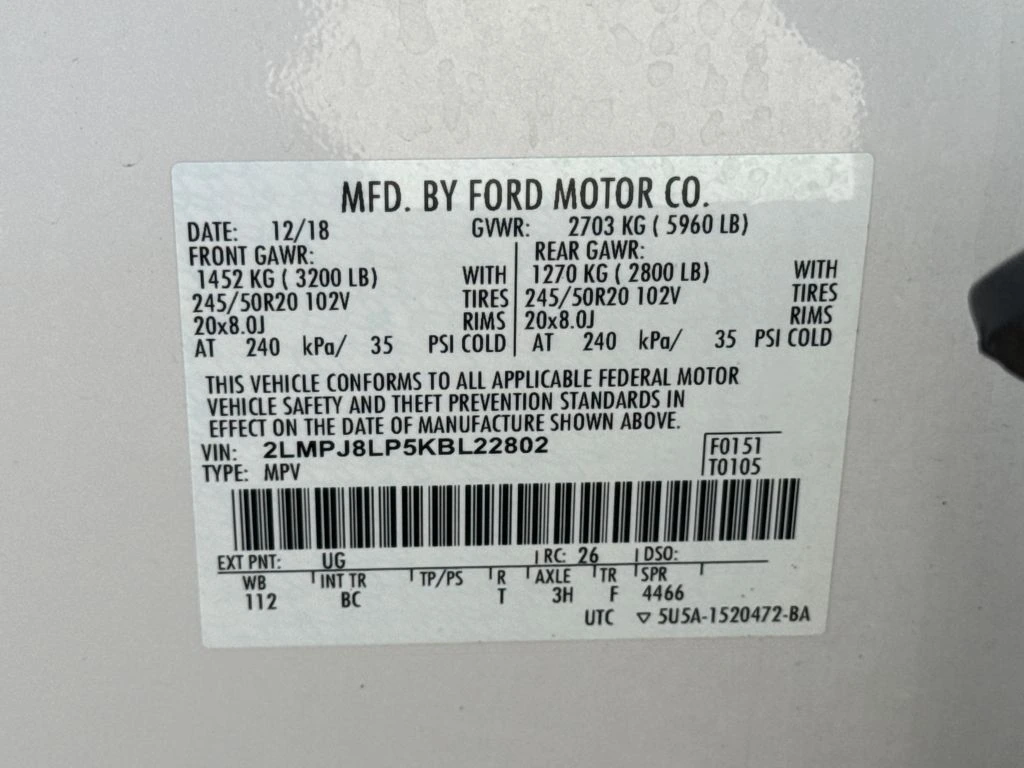 MFD. BY FORD MOTOR CO.
DATE: 12/18 GVWR: 2703 KG ( 5960 LB)
FRONT GAWR: REAR GAWR:
1452 KG ( 3200 LB) WITH 1270 KG ( 2800 LB) WITH
245/50R20 102V TIRES 245/50R20 102V TIRES
20x8.0J RIMS 20x8.0J RIMS
AT 240 kPa/ 35 PSI COLD AT 240 kPa/ 35 PSI COLD
THIS VEHICLE CONFORMS TO ALL APPLICABLE FEDERAL MOTOR
VEHICLE SAFETY AND THEFT PREVENTION STANDARDS IN
EFFECT ON THE DATE OF MANUFACTURE SHOWN ABOVE.
VIN: 2LMPJ8LP5KBL22802 F0151
TYPE: MPV T0105
EXT PNT: UG RC: 26 DSO:
WB INT TR TP/PS R AXLE TR SPR
112 BC T 3H F 4466
UTC ▽ 5U5A-1520472-BA